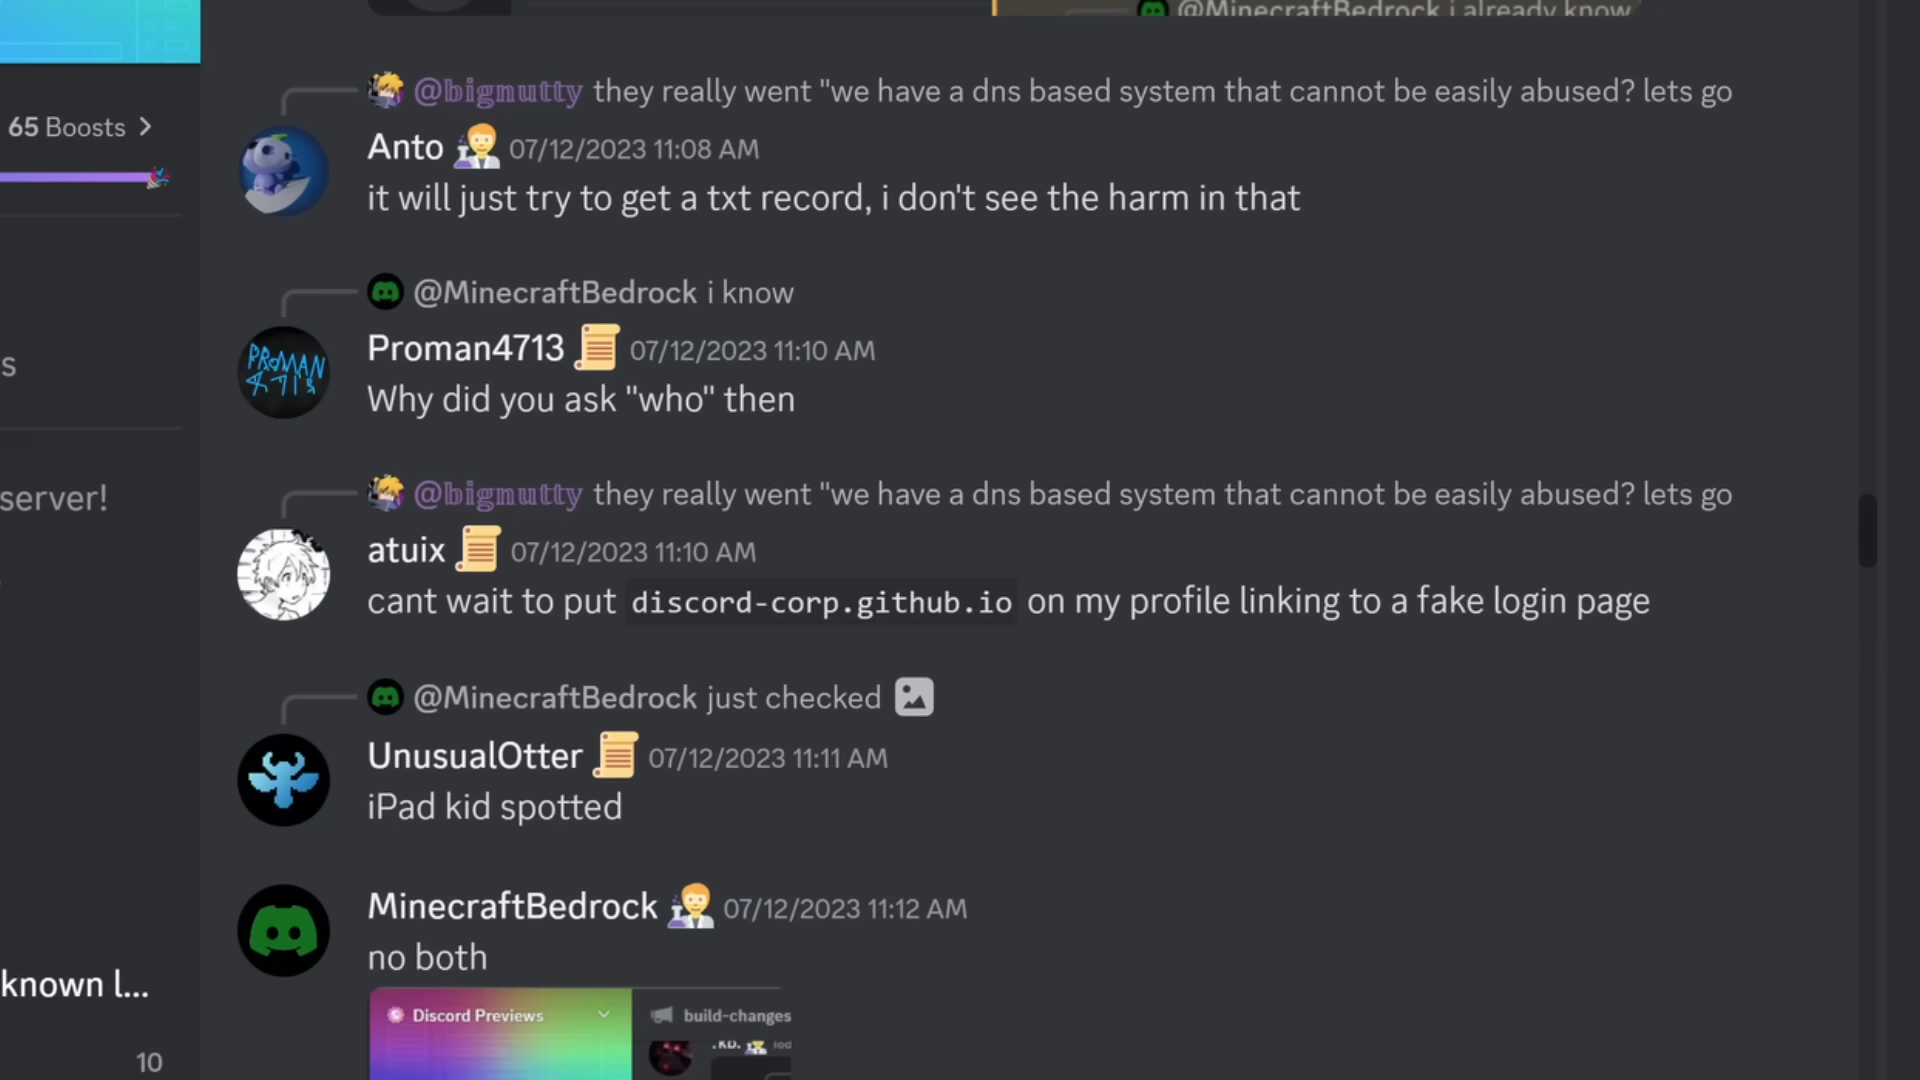 @MinecraftBedrock i already know
65 Boosts
@bignutty they really went "we have a dns based system that cannot be easily abused? lets go
Anto 07/12/2023 11:08 AM
it will just try to get a txt record, i don't see the harm in that
@MinecraftBedrock i know
PROMAN
4713
Proman4713 07/12/2023 11:10 AM
s
Why did you ask "who" then
@bignutty they really went "we have a dns based system that cannot be easily abused? lets go
server!
atuix 07/12/2023 11:10 AM
cant wait to put discord-corp.github.io on my profile linking to a fake login page
@MinecraftBedrock just checked
UnusualOtter 07/12/2023 11:11 AM
iPad kid spotted
MinecraftBedrock 07/12/2023 11:12 AM
no both
known l...
Discord Previews
build-changes
.KD.
10